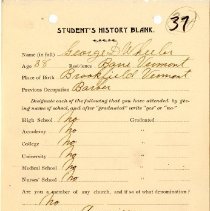 37
STUDENT'S HISTORY BLANK.
Name (in full) George D Wheeler
Age 38 Residence Barre Vermont
Place of Birth Brookfield Vermont
Previous Occupation Barber
Designate each of the following that you have attended by giving
name of school, and after "graduated" write "yes" or "no"
High School No Graduated
Academy No "
College No "
University No "
Medical School No "
Nurses' School No "
Are you a member of any church, and if so of what denomination?
No